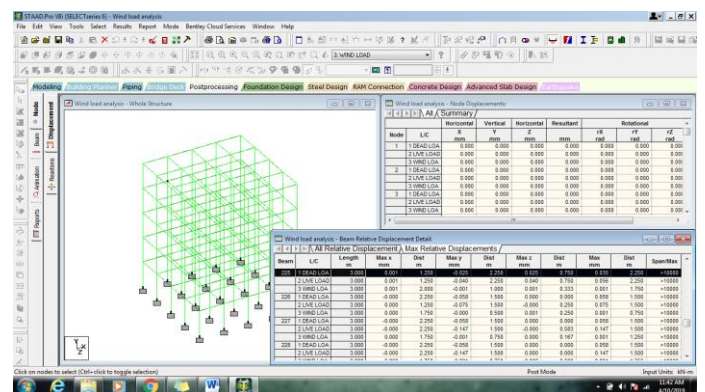 STAAD.Pro V8i (SELECTseries 6) - Wind load analysis
File Edit View Tools Select Results Report Mode Bentley Cloud Services Window Help
3: WIND LOAD
Modeling Building Planner Piping Bridge Deck Postprocessing Foundation Design Steel Design RAM Connection Concrete Design Advanced Slab Design Earthquake
Node
Displacement
Beam
Reactions
Animation
Reports
Wind load analysis - Whole Structure
Wind load analysis - Node Displacements:
All Summary
Horizontal Vertical Horizontal Resultant Rotational
Node L/C X mm Y mm Z mm mm rX rad rY rad rZ rad
1 1 DEAD LOA 0.000 0.000 0.000 0.000 0.000 0.000 0.000
2 LIVE LOAD 0.000 0.000 0.000 0.000 0.000 0.000 0.000
3 WIND LOA 0.000 0.000 0.000 0.000 0.000 0.000 0.000
2 1 DEAD LOA 0.000 0.000 0.000 0.000 0.000 0.000 0.000
2 LIVE LOAD 0.000 0.000 0.000 0.000 0.000 0.000 0.000
3 WIND LOA 0.000 0.000 0.000 0.000 0.000 0.000 0.000
3 1 DEAD LOA 0.000 0.000 0.000 0.000 0.000 0.000 0.000
2 LIVE LOAD 0.000 0.000 0.000 0.000 0.000 0.000 0.000
3 WIND LOA 0.000 0.000 0.000 0.000 0.000 0.000 0.000
Wind load analysis - Beam Relative Displacement Detail:
All Relative Displacement Max Relative Displacements
Beam L/C Length m Max x mm Dist m Max y mm Dist m Max z mm Dist m Max mm Dist m Span/Max
225 1 DEAD LOA 3.000 0.001 1.250 -0.025 2.250 0.025 0.750 0.035 2.250 >10000
2 LIVE LOAD 3.000 0.001 1.250 -0.040 2.250 0.040 0.750 0.056 2.250 >10000
3 WIND LOA 3.000 0.001 2.000 -0.001 1.000 0.001 0.333 0.001 1.750 >10000
226 1 DEAD LOA 3.000 -0.000 2.250 -0.058 1.500 0.000 0.000 0.058 1.500 >10000
2 LIVE LOAD 3.000 -0.000 1.250 -0.075 1.500 -0.000 0.250 0.075 1.500 >10000
3 WIND LOA 3.000 -0.000 1.750 -0.000 0.500 0.001 0.250 0.001 0.750 >10000
227 1 DEAD LOA 3.000 -0.000 2.250 -0.058 1.500 0.000 0.000 0.058 1.500 >10000
2 LIVE LOAD 3.000 -0.000 2.250 -0.147 1.500 -0.000 0.583 0.147 1.500 >10000
3 WIND LOA 3.000 -0.000 1.750 -0.001 0.750 0.000 0.167 0.001 1.250 >10000
228 1 DEAD LOA 3.000 -0.000 2.250 -0.058 1.500 0.000 0.000 0.058 1.500 >10000
2 LIVE LOAD 3.000 -0.000 2.250 -0.147 1.500 -0.000 0.500 0.147 1.500 >10000
Y
X
Click on nodes to select (Ctrl+click to toggle selection)
Post Mode
Input Units: kN-m
11:42 AM
4/10/2019